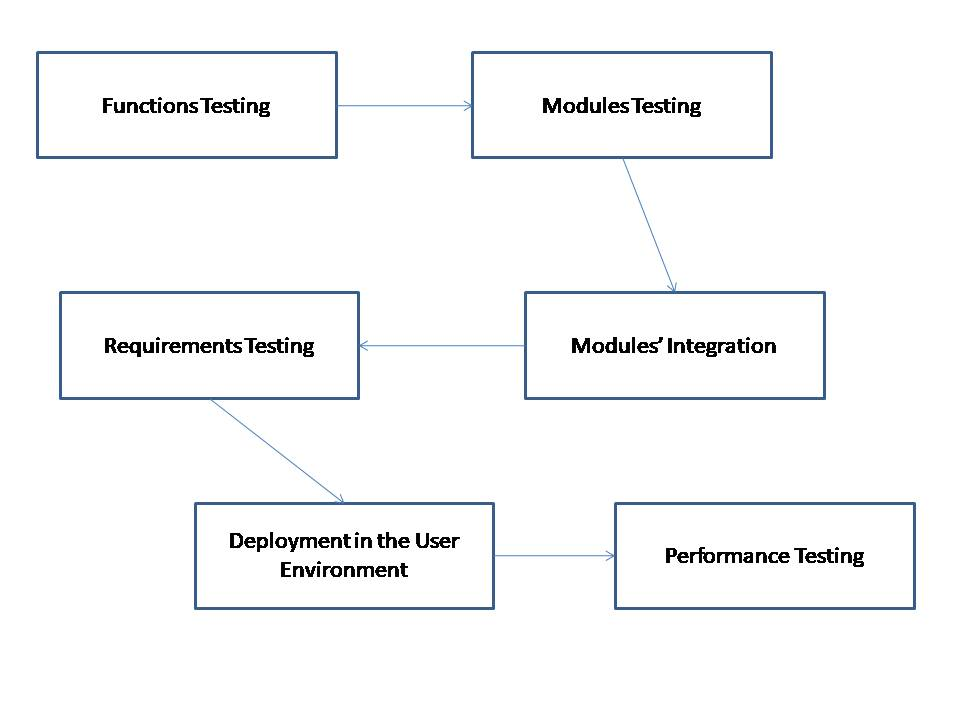 Functions Testing
Modules Testing
Requirements Testing
Modules’ Integration
Deployment in the User
Environment
Performance Testing